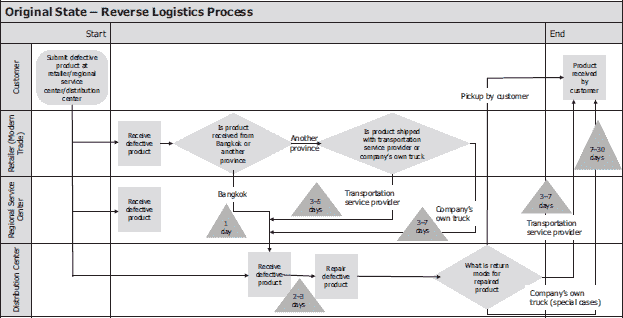 Original State – Reverse Logistics Process
Start
End
Customer
Submit defective
product at
retailer/regional
service
center/distribution
center
Product
received
by
customer
Pickup by customer
Retailer (Modern
Trade)
Receive
defective
product
Is product
received from
Bangkok or
another
province
Another
province
Is product shipped
with transportation
service provider or
company's own truck
7–30
days
Regional Service
Center
Receive
defective
product
Bangkok
1
day
3–5
days
Transportation
service provider
3–7
days
Company's
own truck
3–7
days
Transportation
service provider
Distribution Center
Receive
defective
product
2–3
days
Repair
defective
product
What is return
mode for
repaired
product
Company's own
truck (special cases)